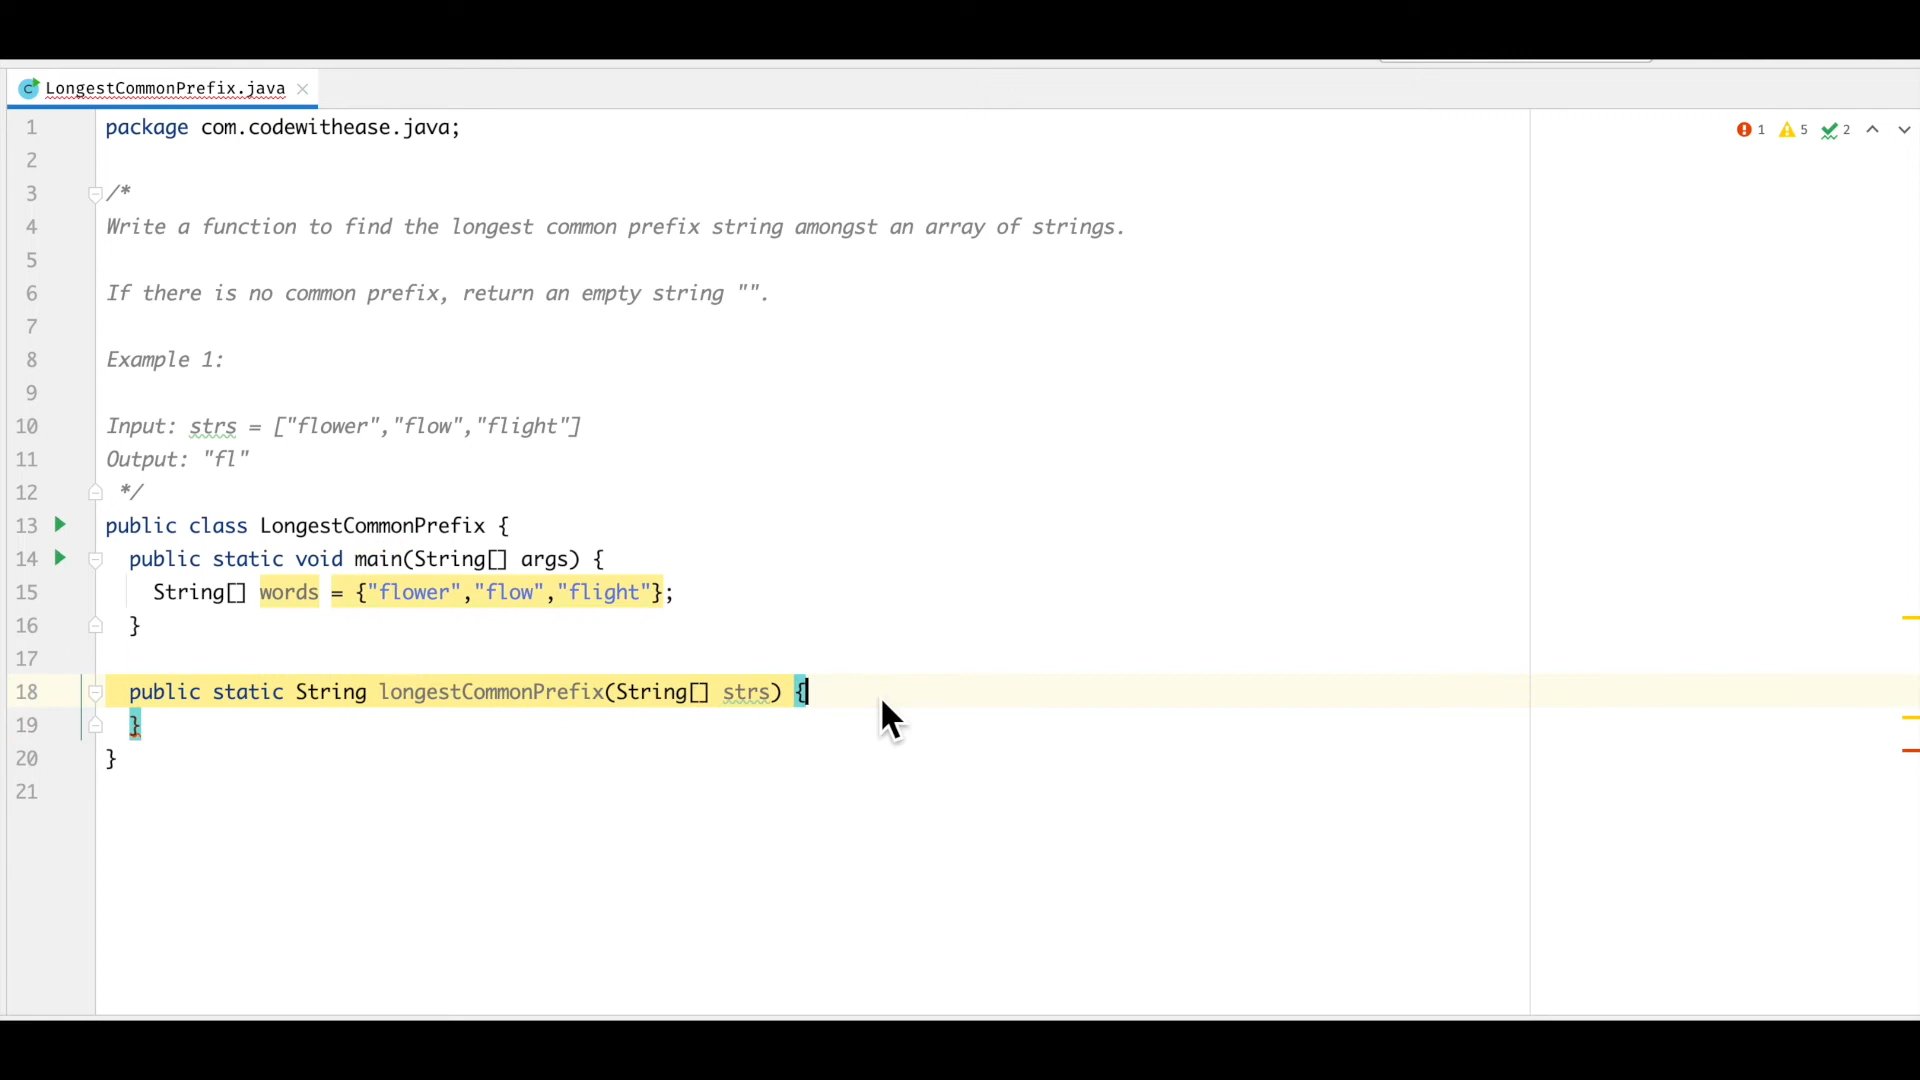 LongestCommonPrefix.java
1 package com.codewithease.java;
1 5 2
2
3 /*
4 Write a function to find the longest common prefix string amongst an array of strings.
5
6 If there is no common prefix, return an empty string "".
7
8 Example 1:
9
10 Input: strs = ["flower","flow","flight"]
11 Output: "fl"
12 */
13 public class LongestCommonPrefix {
14 public static void main(String[] args) {
15 String[] words = {"flower","flow","flight"};
16 }
17
18 public static String longestCommonPrefix(String[] strs) {
19 }
20 }
21